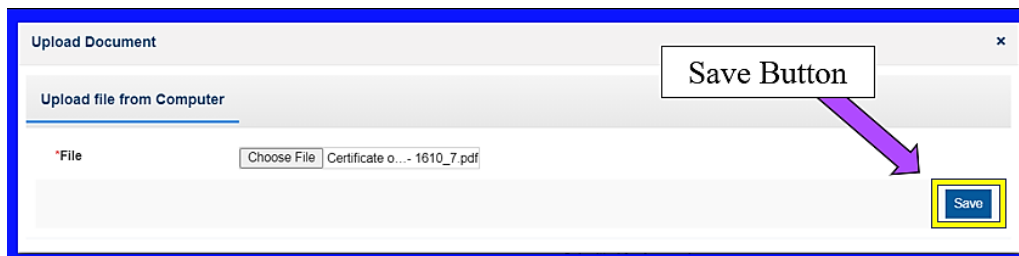 Upload Document ×
Save Button
Upload file from Computer
*File Choose File Certificate o...- 1610_7.pdf
Save